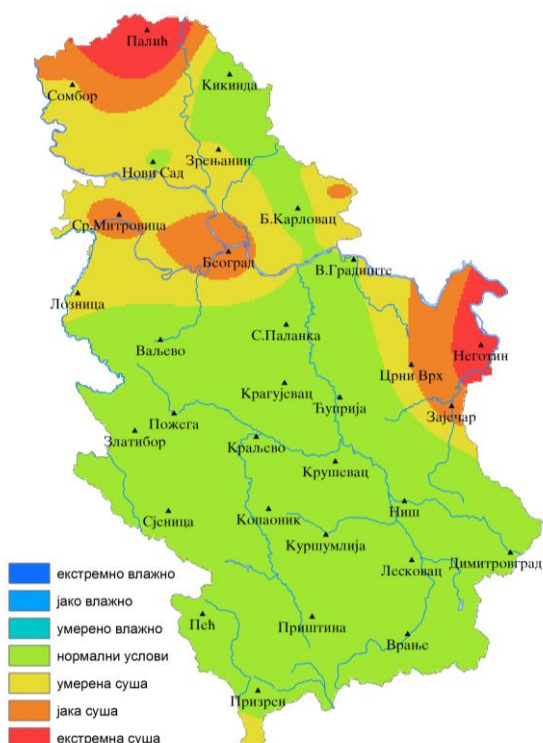 Палић
Сомбор
Кикинда
Нови Сад
Зрењанин
Ср.Митровица
Б.Карловац
Београд
В.Градиште
Лозница
С.Паланка
Ваљево
Неготин
Црни Врх
Крагујевац
Ћуприја
Зајечар
Пожега
Златибор
Краљево
Крушевац
Сјеница
Копаоник
Ниш
Куршумлија
Димитровград
Лесковац
Пећ
Приштина
Врање
Призрен
екстремно влажно
јако влажно
умерено влажно
нормални услови
умерена суша
јака суша
екстремна суша